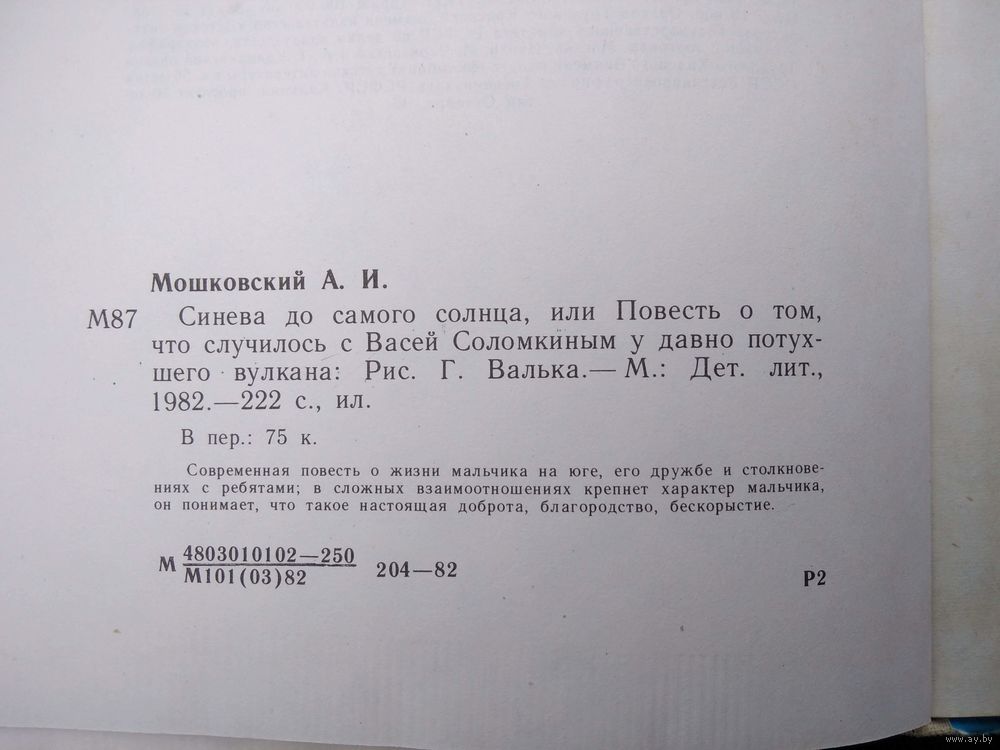 Мошковский А. И.
М87 Синева до самого солнца, или Повесть о том,
что случилось с Васей Соломкиным у давно потух-
шего вулкана: Рис. Г. Валька.— М.: Дет. лит.,
1982.—222 с., ил.
В пер.: 75 к.
Современная повесть о жизни мальчика на юге, его дружбе и столкнове-
ниях с ребятами; в сложных взаимоотношениях крепнет характер мальчика,
он понимает, что такое настоящая доброта, благородство, бескорыстие.
М 4803010102—250
М101(03)82 204—82
Р2
www.ay.by